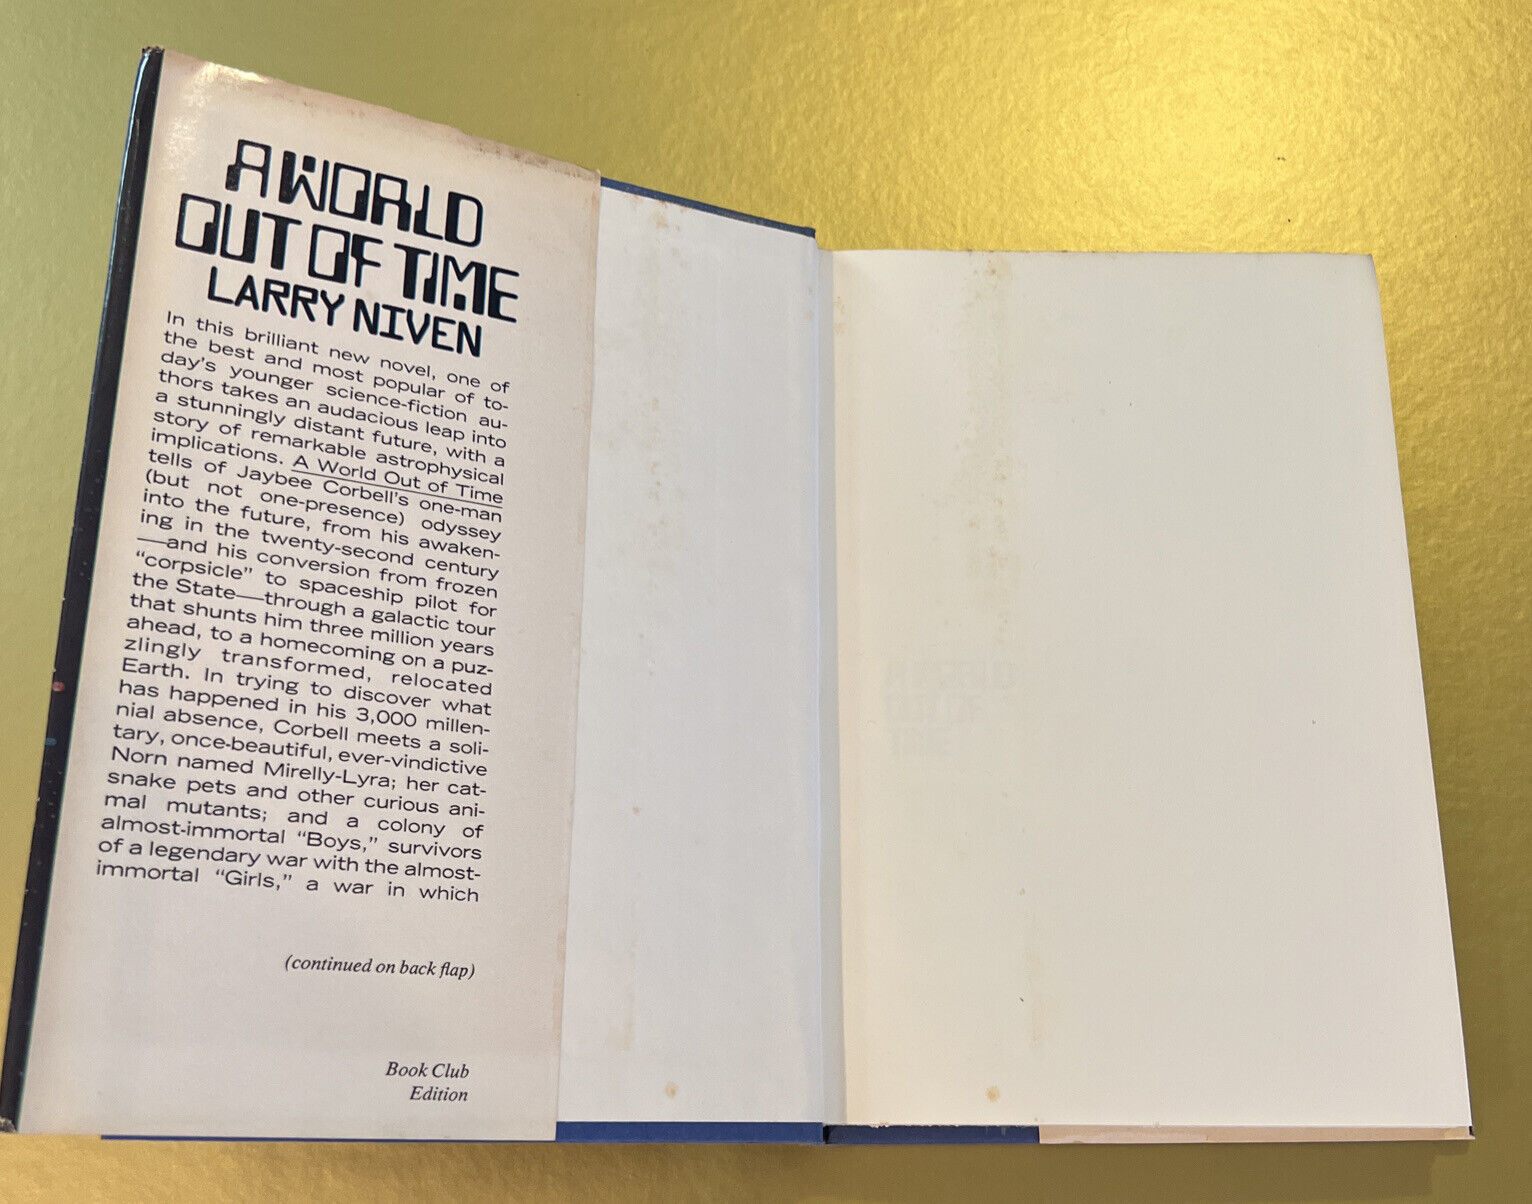 A WORLD
OUT OF TIME
LARRY NIVEN
In this brilliant new novel, one of
the best and most popular of to-
day's younger science-fiction au-
thors takes an audacious leap into
a stunningly distant future, with a
story of remarkable astrophysical
implications. A World Out of Time
tells of Jaybee Corbell's one-man
(but not one-presence) odyssey
into the future, from his awaken-
ing in the twenty-second century
—and his conversion from frozen
“corpsicle” to spaceship pilot for
the State—through a galactic tour
that shunts him three million years
ahead, to a homecoming on a puz-
zlingly transformed, relocated
Earth. In trying to discover what
has happened in his 3,000 millen-
nial absence, Corbell meets a soli-
tary, once-beautiful, ever-vindictive
Norn named Mirelly-Lyra; her cat-
snake pets and other curious ani-
mal mutants; and a colony of
almost-immortal “Boys,” survivors
of a legendary war with the almost-
immortal “Girls,” a war in which
(continued on back flap)
Book Club
Edition